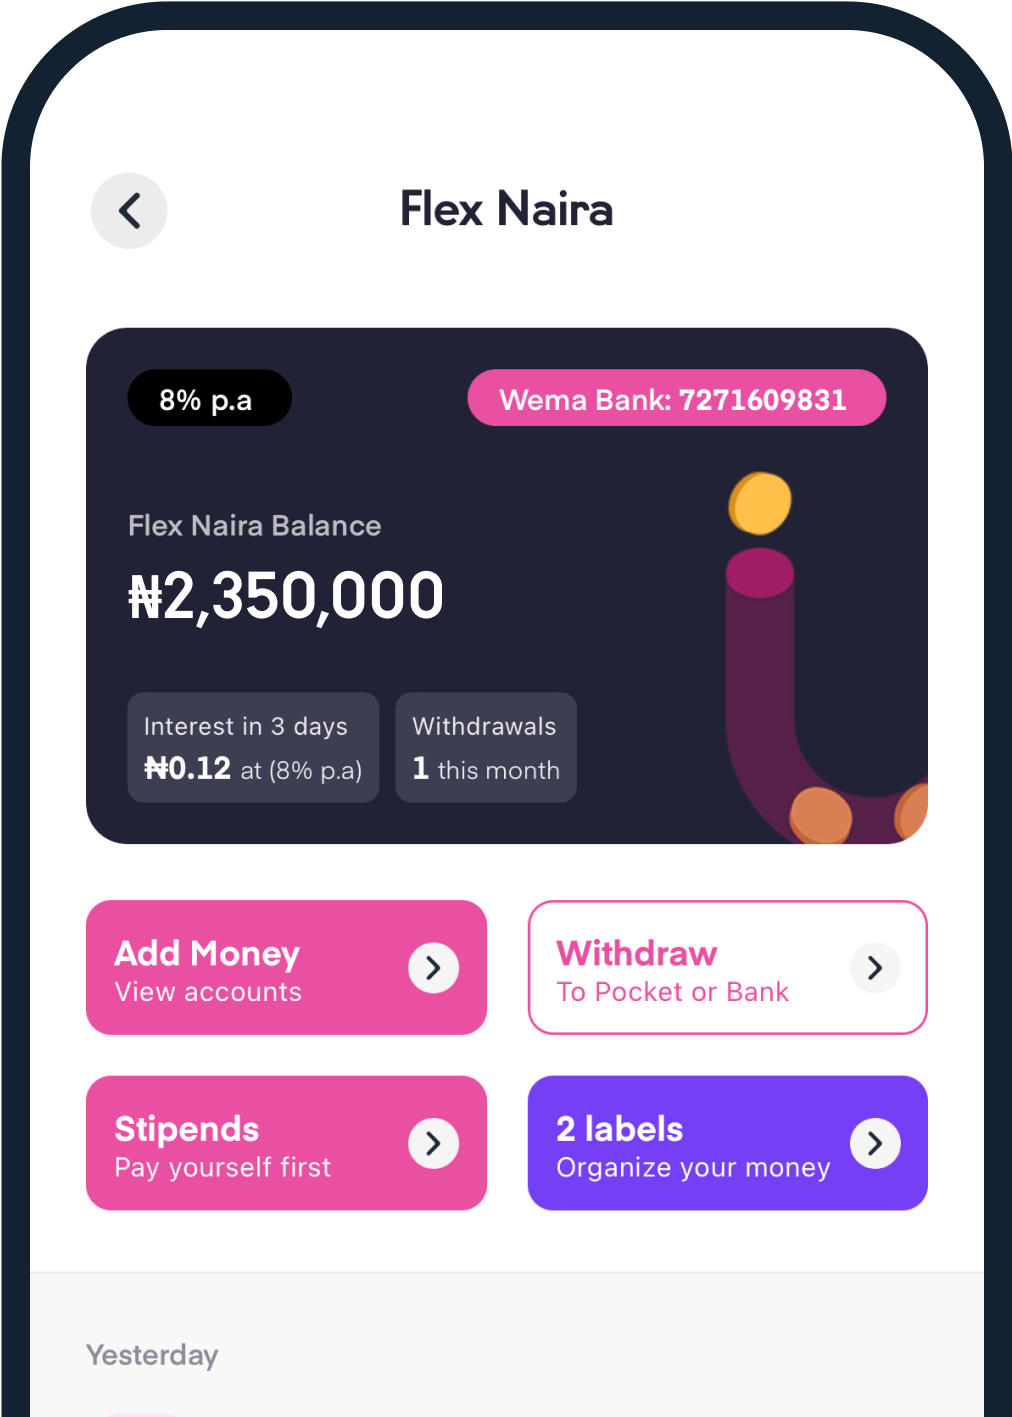 Flex Naira
8% p.a
Wema Bank: 7271609831
Flex Naira Balance
₦2,350,000
Interest in 3 days
₦0.12 at (8% p.a)
Withdrawals
1 this month
Add Money
View accounts
Withdraw
To Pocket or Bank
Stipends
Pay yourself first
2 labels
Organize your money
Yesterday